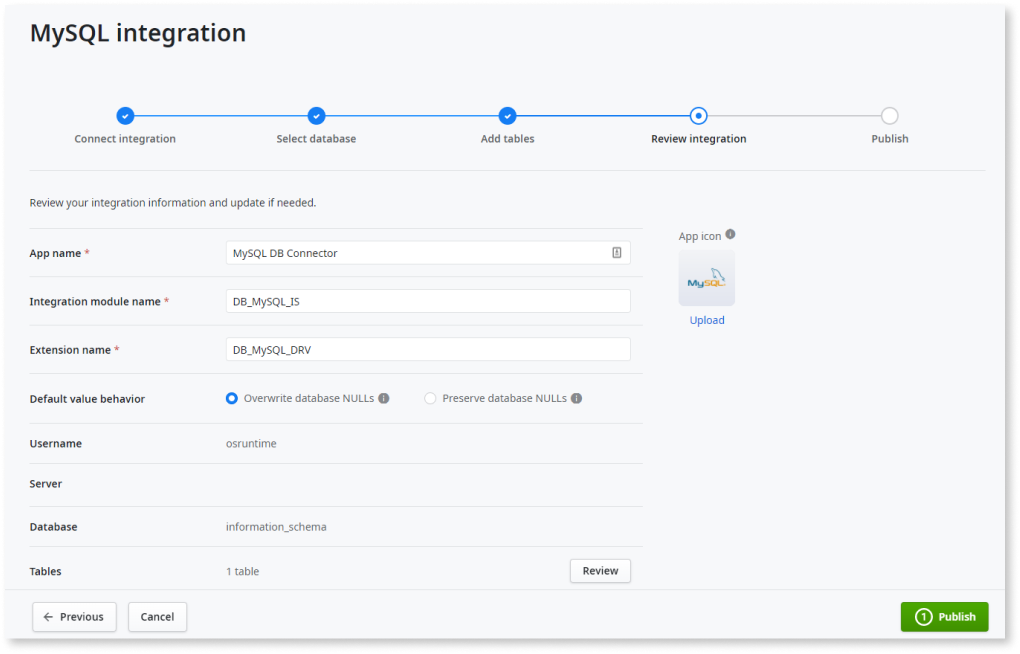 MySQL integration
Connect integration Select database Add tables Review integration Publish
Review your integration information and update if needed.
App name * MySQL DB Connector
App icon
MySQL
Integration module name * DB_MySQL_IS
Upload
Extension name * DB_MySQL_DRV
Default value behavior Overwrite database NULLs Preserve database NULLs
Username osruntime
Server
Database information_schema
Tables 1 table Review
← Previous Cancel 1 Publish